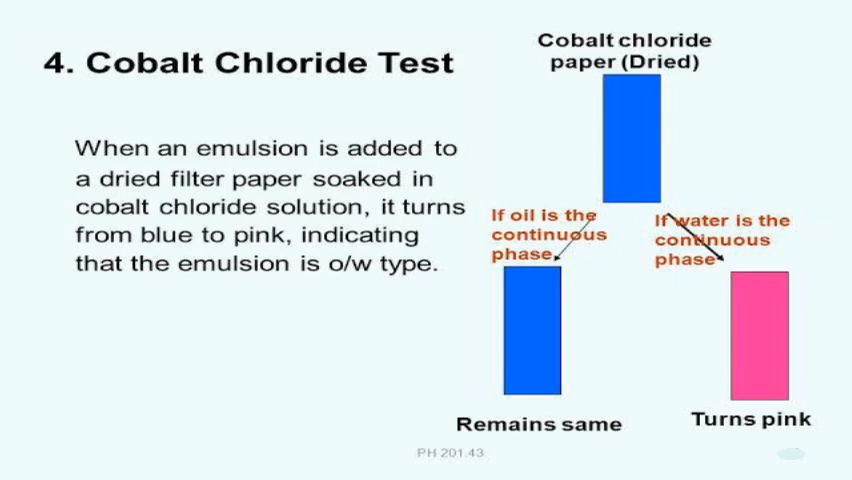 4. Cobalt Chloride Test
When an emulsion is added to
a dried filter paper soaked in
cobalt chloride solution, it turns
from blue to pink, indicating
that the emulsion is o/w type.
Cobalt chloride
paper (Dried)
If oil is the
continuous
phase
If water is the
continuous
phase
Remains same
Turns pink
PH 201.43